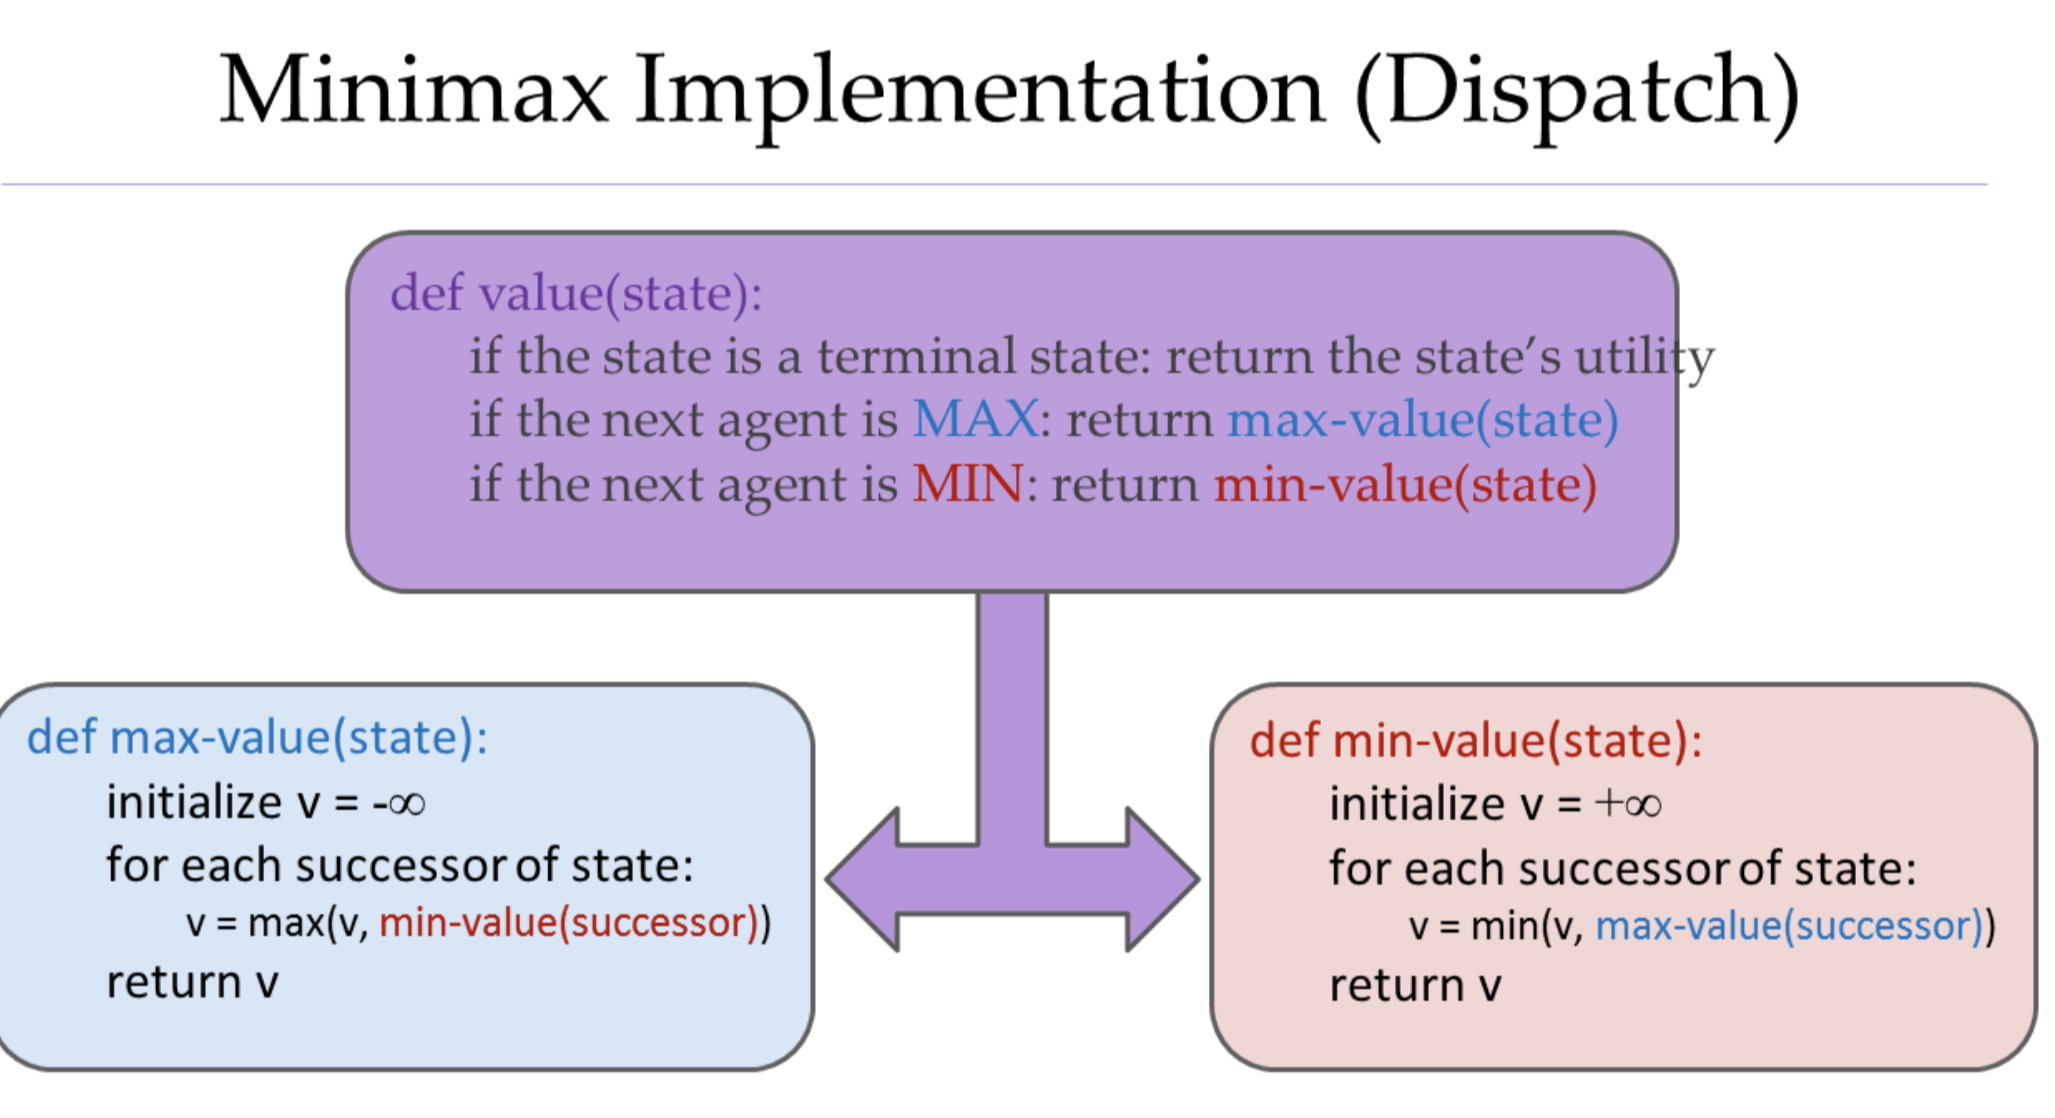 Minimax Implementation (Dispatch)
def value(state):
if the state is a terminal state: return the state’s utility
if the next agent is MAX: return max-value(state)
if the next agent is MIN: return min-value(state)
def max-value(state):
initialize v = -∞
for each successor of state:
v = max(v, min-value(successor))
return v
def min-value(state):
initialize v = +∞
for each successor of state:
v = min(v, max-value(successor))
return v